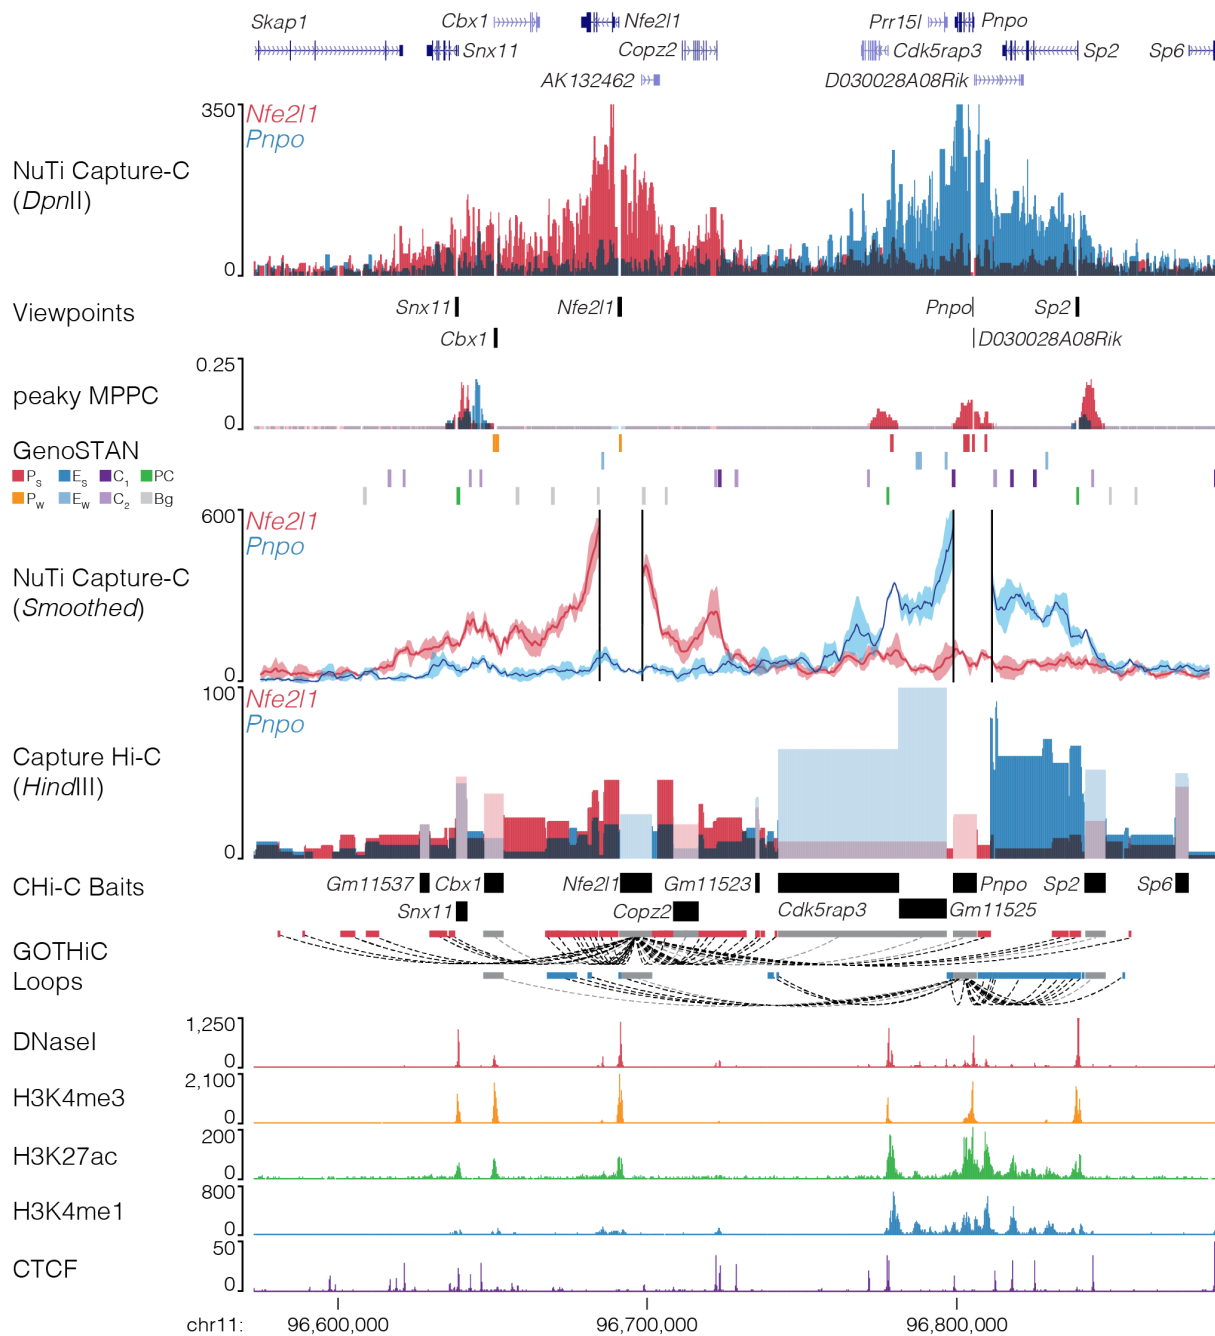 Skap1
Cbx1
Nfe2l1
Prr15l
Pnpo
Snx11
Copz2
Cdk5rap3
Sp2
Sp6
AK132462
D030028A08Rik
350
Nfe2l1
Pnpo
NuTi Capture-C
(DpnII)
0
Viewpoints
Snx11
Nfe2l1
Pnpo
Sp2
Cbx1
D030028A08Rik
0.25
peaky MPPC
0
GenoSTAN
PS ES C1 PC
PW EW C2 Bg
600
Nfe2l1
Pnpo
NuTi Capture-C
(Smoothed)
0
100
Nfe2l1
Pnpo
Capture Hi-C
(HindIII)
0
CHi-C Baits
Gm11537
Cbx1
Nfe2l1
Gm11523
Pnpo
Sp2
Sp6
Snx11
Copz2
Cdk5rap3
Gm11525
GOTHiC
Loops
DNaseI
1,250
0
H3K4me3
2,100
0
H3K27ac
200
0
H3K4me1
800
0
CTCF
50
0
chr11:
96,600,000
96,700,000
96,800,000